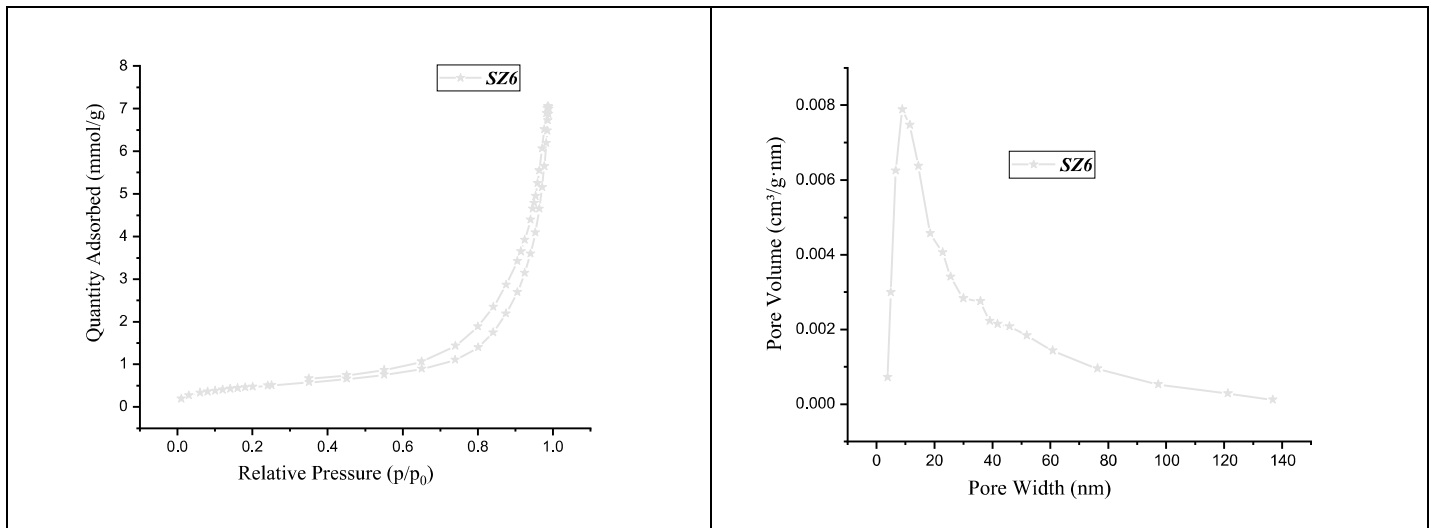 SZ6
8
7
6
5
4
3
2
1
0
Quantity Adsorbed (mmol/g)
0.0 0.2 0.4 0.6 0.8 1.0
Relative Pressure (p/p₀)
SZ6
0.008
0.006
0.004
0.002
0.000
Pore Volume (cm³/g·nm)
0 20 40 60 80 100 120 140
Pore Width (nm)